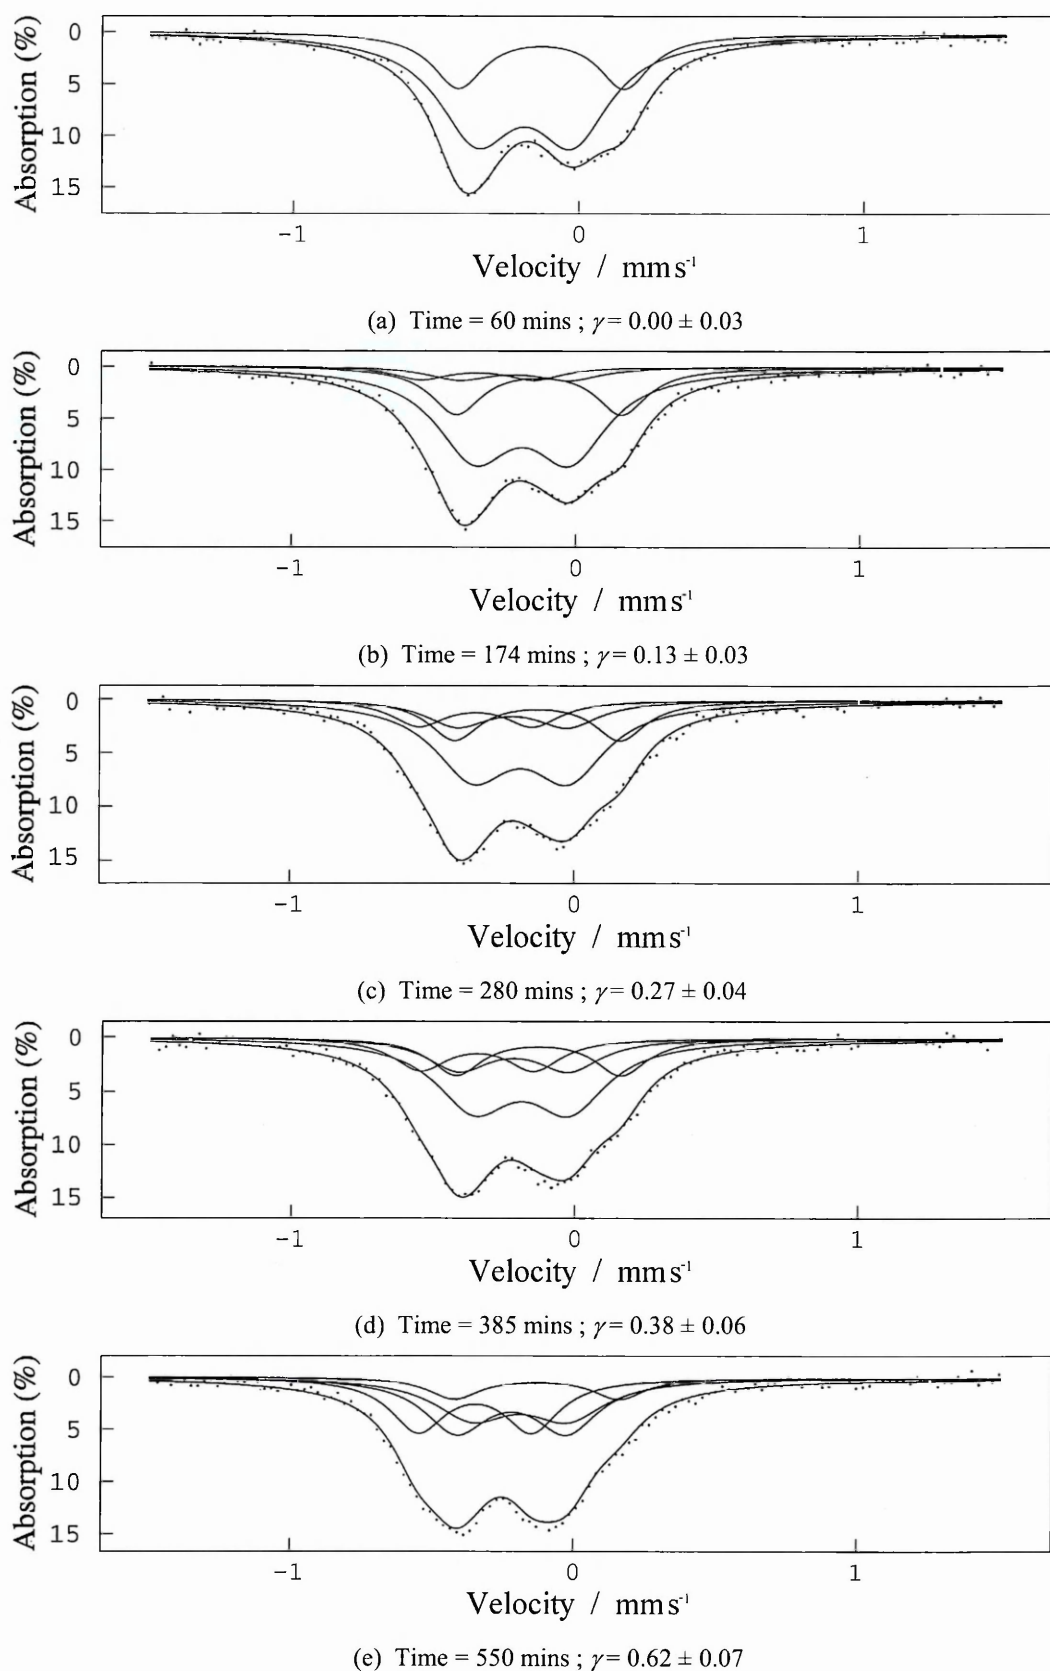 Absorption (%)
0
5
10
15
-1 0 1
Velocity / mms⁻¹
(a) Time = 60 mins ; γ = 0.00 ± 0.03
Absorption (%)
0
5
10
15
-1 0 1
Velocity / mms⁻¹
(b) Time = 174 mins ; γ = 0.13 ± 0.03
Absorption (%)
0
5
10
15
-1 0 1
Velocity / mms⁻¹
(c) Time = 280 mins ; γ = 0.27 ± 0.04
Absorption (%)
0
5
10
15
-1 0 1
Velocity / mms⁻¹
(d) Time = 385 mins ; γ = 0.38 ± 0.06
Absorption (%)
0
5
10
15
-1 0 1
Velocity / mms⁻¹
(e) Time = 550 mins ; γ = 0.62 ± 0.07